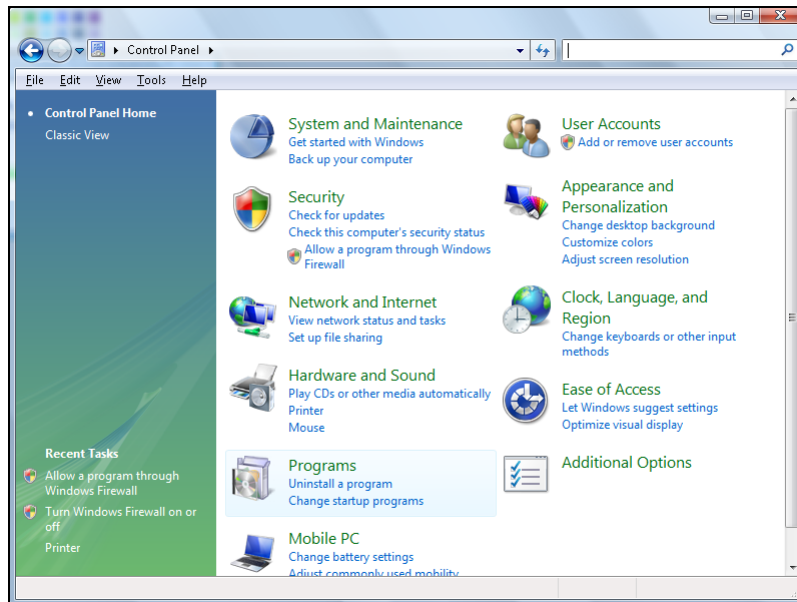 Control Panel
File Edit View Tools Help
Control Panel Home
Classic View
Recent Tasks
Allow a program through
Windows Firewall
Turn Windows Firewall on or
off
Printer
System and Maintenance
Get started with Windows
Back up your computer
Security
Check for updates
Check this computer's security status
Allow a program through Windows
Firewall
Network and Internet
View network status and tasks
Set up file sharing
Hardware and Sound
Play CDs or other media automatically
Printer
Mouse
Programs
Uninstall a program
Change startup programs
Mobile PC
Change battery settings
Adjust commonly used mobility
User Accounts
Add or remove user accounts
Appearance and
Personalization
Change desktop background
Customize colors
Adjust screen resolution
Clock, Language, and
Region
Change keyboards or other input
methods
Ease of Access
Let Windows suggest settings
Optimize visual display
Additional Options